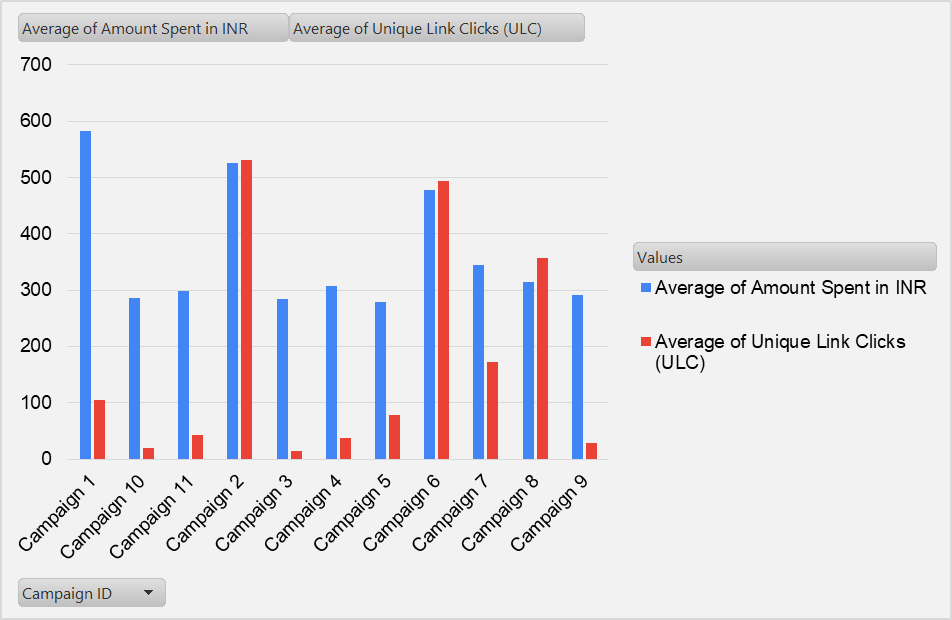 Average of Amount Spent in INR
Average of Unique Link Clicks (ULC)
700
600
500
400
300
200
100
0
Campaign 1
Campaign 10
Campaign 11
Campaign 2
Campaign 3
Campaign 4
Campaign 5
Campaign 6
Campaign 7
Campaign 8
Campaign 9
Values
Average of Amount Spent in INR
Average of Unique Link Clicks
(ULC)
Campaign ID